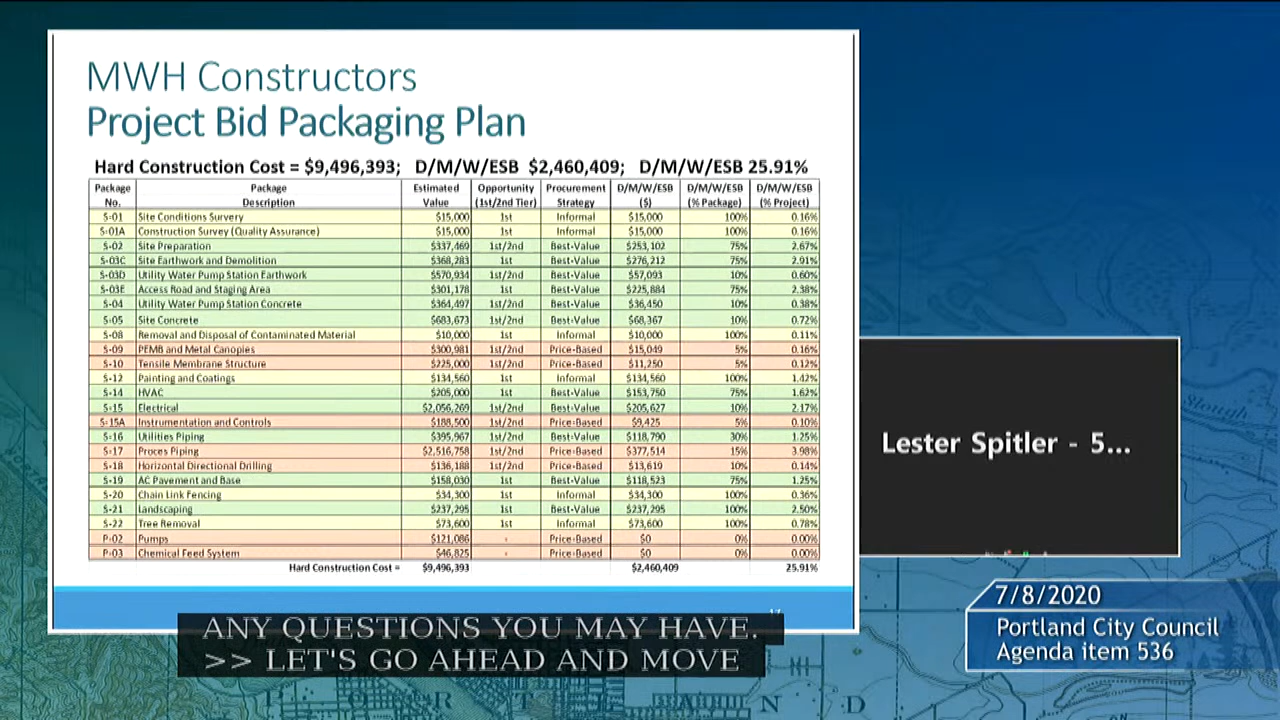 MWH Constructors
Project Bid Packaging Plan
Hard Construction Cost = $9,496,393; D/M/W/ESB $2,460,409; D/M/W/ESB 25.91%
Package No. Package Description Estimated Value Opportunity (1st/2nd Tier) Procurement Strategy D/M/W/ESB ($) D/M/W/ESB (% Package) D/M/W/ESB (% Project)
S-01 Site Conditions Survery $15,000 1st Informal $15,000 100% 0.16%
S-01A Construction Survey (Quality Assurance) $15,000 1st Informal $15,000 100% 0.16%
S-02 Site Preparation $337,469 1st/2nd Best-Value $253,102 75% 2.67%
S-03C Site Earthwork and Demolition $368,283 1st Best-Value $276,212 75% 2.91%
S-03D Utility Water Pump Station Earthwork $570,934 1st/2nd Best-Value $57,093 10% 0.60%
S-03E Access Road and Staging Area $301,178 1st Best-Value $225,884 75% 2.38%
S-04 Utility Water Pump Station Concrete $364,497 1st/2nd Best-Value $36,450 10% 0.38%
S-05 Site Concrete $683,673 1st/2nd Best-Value $68,367 10% 0.72%
S-08 Removal and Disposal of Contaminated Material $10,000 1st Informal $10,000 100% 0.11%
S-09 PEMB and Metal Canopies $300,981 1st/2nd Price-Based $15,049 5% 0.16%
S-10 Tensile Membrane Structure $225,000 1st/2nd Price-Based $11,250 5% 0.12%
S-12 Painting and Coatings $134,560 1st Informal $134,560 100% 1.42%
S-14 HVAC $205,000 1st Best-Value $153,750 75% 1.62%
S-15 Electrical $2,056,269 1st/2nd Best-Value $205,627 10% 2.17%
S-15A Instrumentation and Controls $188,500 1st/2nd Price-Based $9,425 5% 0.10%
S-16 Utilities Piping $395,967 1st/2nd Best-Value $118,790 30% 1.25%
S-17 Proces Piping $2,516,758 1st/2nd Price-Based $377,514 15% 3.98%
S-18 Horizontal Directional Drilling $136,188 1st/2nd Price-Based $13,619 10% 0.14%
S-19 AC Pavement and Base $158,030 1st Best-Value $118,523 75% 1.25%
S-20 Chain Link Fencing $34,300 1st Informal $34,300 100% 0.36%
S-21 Landscaping $237,295 1st Best-Value $237,295 100% 2.50%
S-22 Tree Removal $73,600 1st Informal $73,600 100% 0.78%
P-02 Pumps $121,086 - Price-Based $0 0% 0.00%
P-03 Chemical Feed System $46,825 - Price-Based $0 0% 0.00%
Hard Construction Cost = $9,496,393 $2,460,409 25.91%
17
ANY QUESTIONS YOU MAY HAVE.
>> LET'S GO AHEAD AND MOVE
Lester Spitler - 5...
7/8/2020
Portland City Council
Agenda item 536
Slough